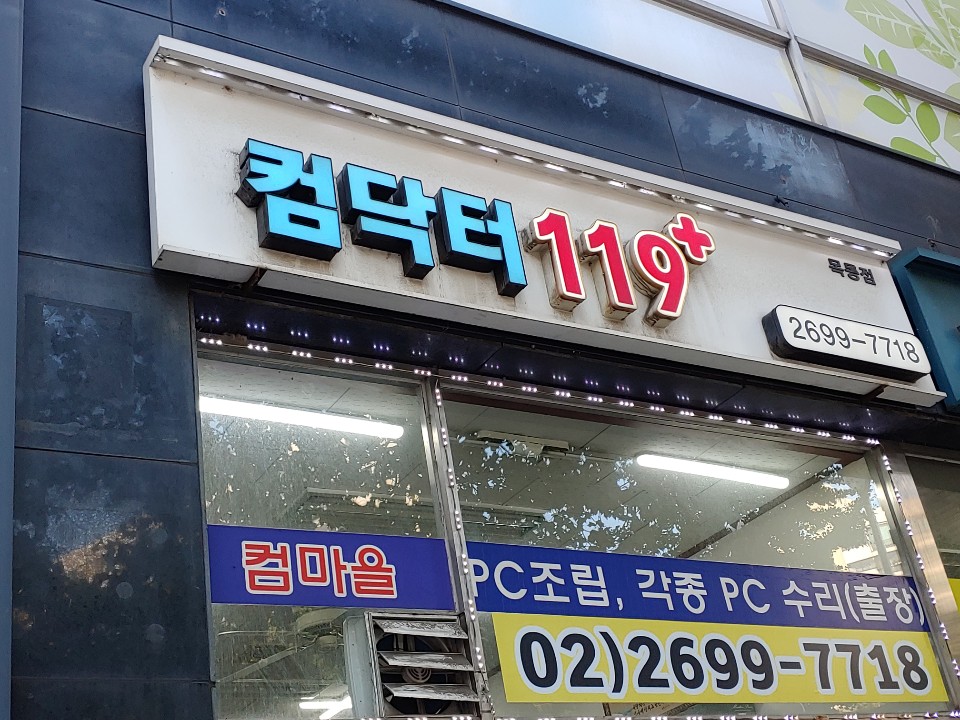 컴닥터119+
목동점
2699-7718
컴마을
PC조립, 각종 PC 수리(출장)
02)2699-7718